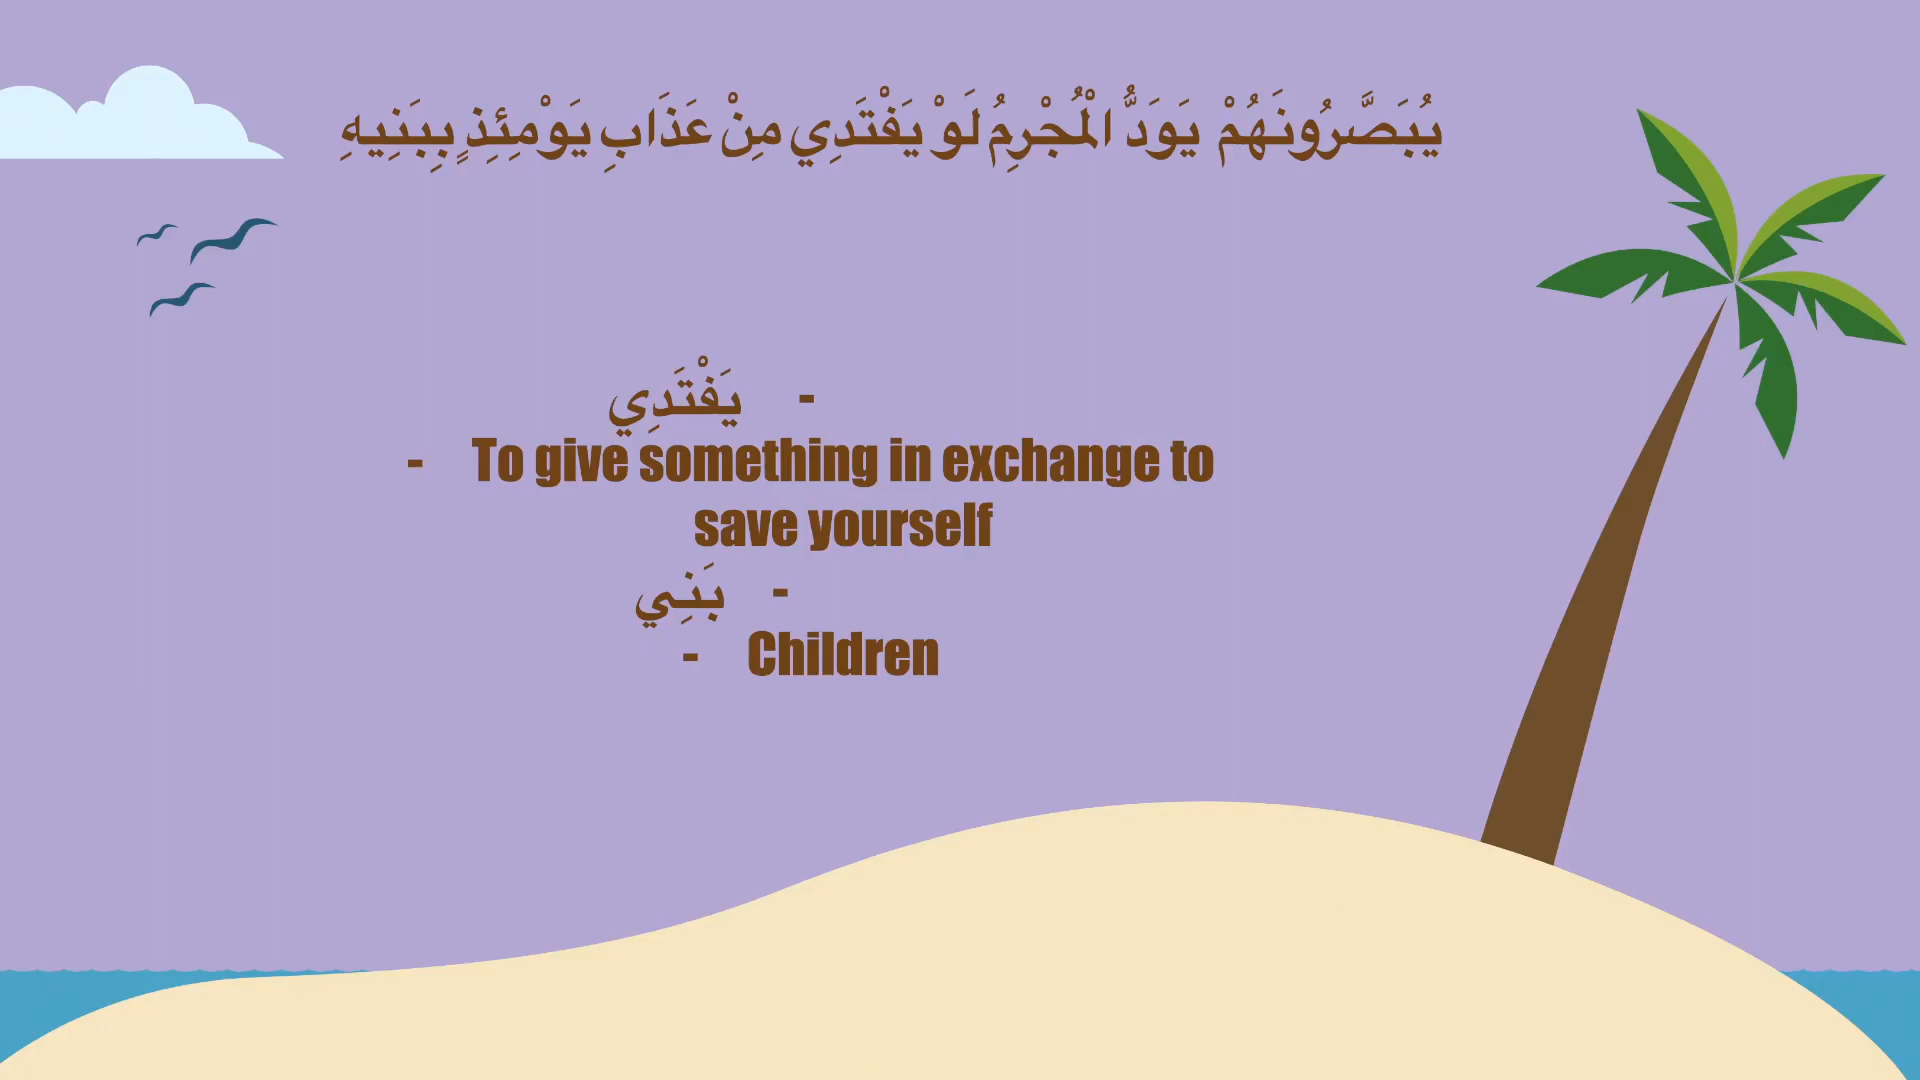 يُبَصَّرُونَهُمْ يَوَدُّ الْمُجْرِمُ لَوْ يَفْتَدِي مِنْ عَذَابِ يَوْمِئِذٍ بِبَنِيهِ
- يَفْتَدِي
- To give something in exchange to
save yourself
- بَنِي
- Children